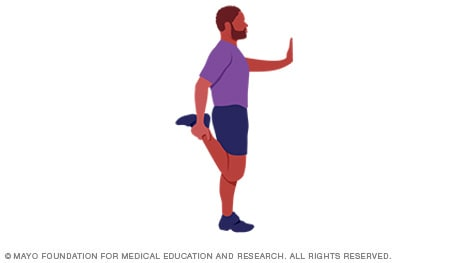 © MAYO FOUNDATION FOR MEDICAL EDUCATION AND RESEARCH. ALL RIGHTS RESERVED.